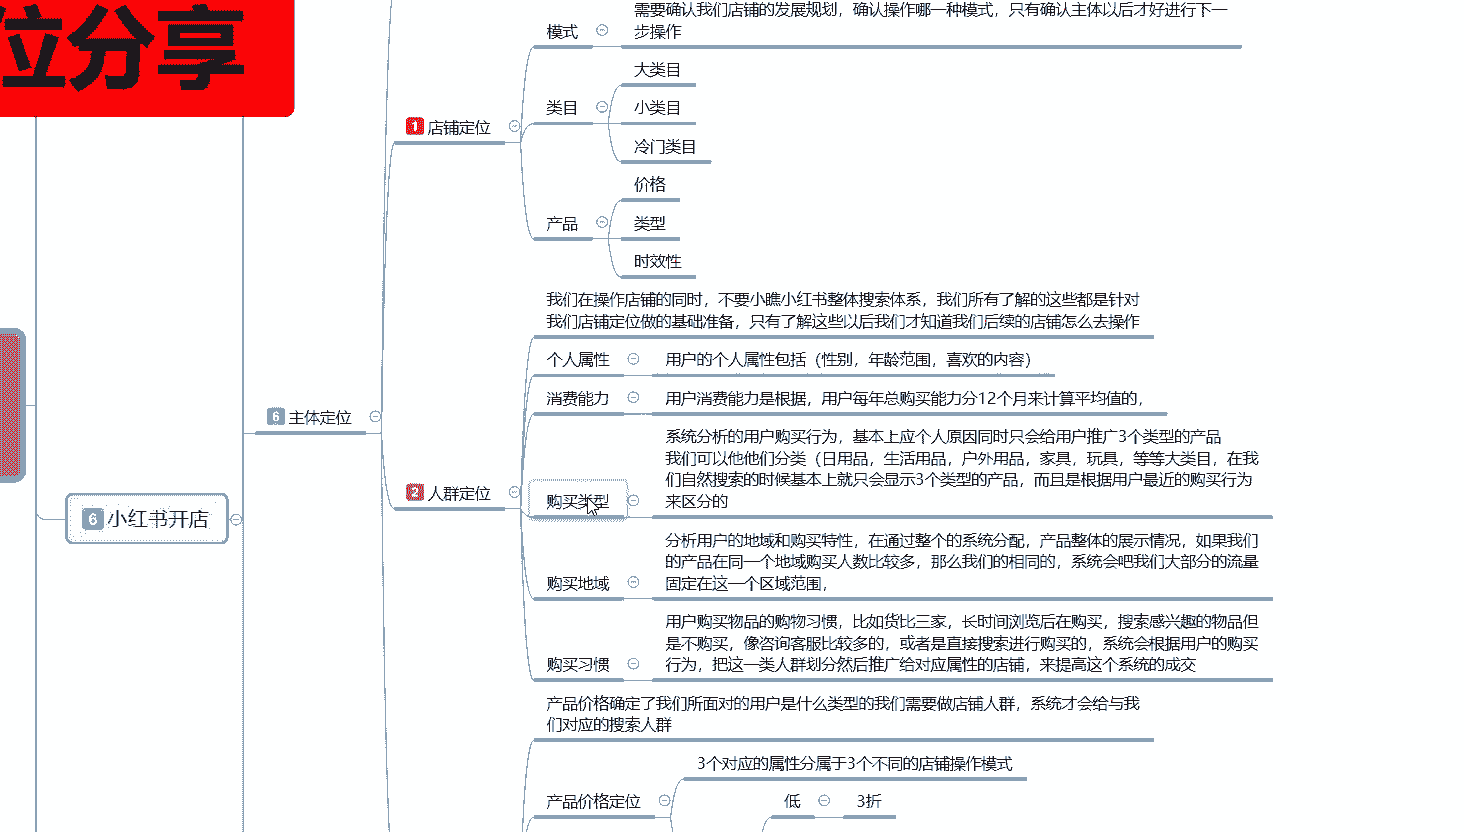 位分享
需要确认我们店铺的发展规划，确认操作哪一种模式，只有确认主体以后才好进行下一
步操作
模式
大类目
类目
小类目
1 店铺定位
冷门类目
价格
产品
类型
时效性
我们在操作店铺的同时，不要小瞧小红书整体搜索体系，我们所有了解的这些都是针对
我们店铺定位做的基础准备，只有了解这些以后我们才知道我们后续的店铺怎么去操作
个人属性
用户的个人属性包括（性别，年龄范围，喜欢的内容）
消费能力
用户消费能力是根据，用户每年总购买能力分12个月来计算平均值的，
6 主体定位
系统分析的用户购买行为，基本上应个人原因同时只会给用户推广3个类型的产品
我们可以他他们分类（日用品，生活用品，户外用品，家具，玩具，等等大类目，在我
们自然搜索的时候基本上就只会显示3个类型的产品，而且是根据用户最近的购买行为
来区分的
2 人群定位
购买类型
6 小红书开店
分析用户的地域和购买特性，在通过整个的系统分配，产品整体的展示情况，如果我们
的产品在同一个地域购买人数比较多，那么我们的相同的，系统会吧我们大部分的流量
固定在这一个区域范围，
购买地域
用户购买物品的购物习惯，比如货比三家，长时间浏览后在购买，搜索感兴趣的物品但
是不购买，像咨询客服比较多的，或者是直接搜索进行购买的，系统会根据用户的购买
行为，把这一类人群划分然后推广给对应属性的店铺，来提高这个系统的成交
购买习惯
产品价格确定了我们所面对的用户是什么类型的我们需要做店铺人群，系统才会给与我
们对应的搜索人群
3个对应的属性分属于3个不同的店铺操作模式
产品价格定位
低
3折